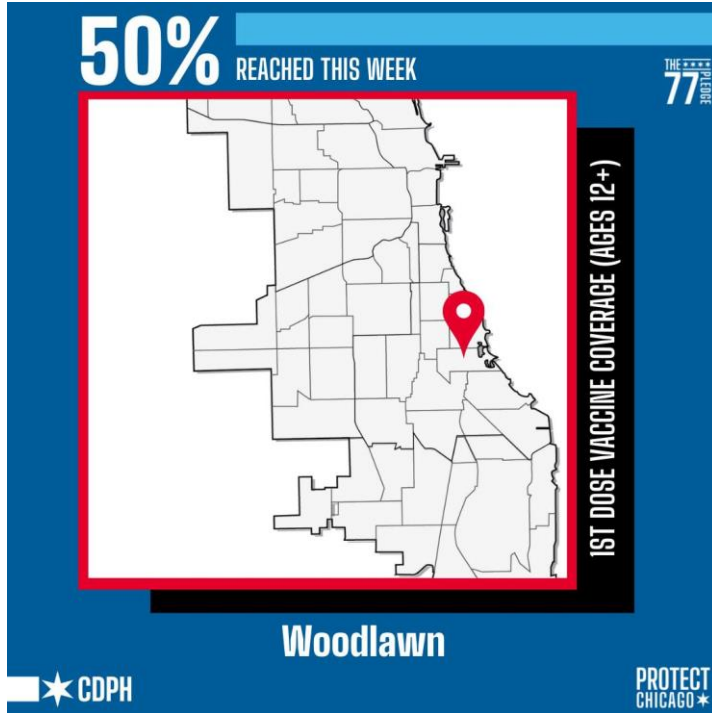 50% REACHED THIS WEEK
THE
77
PLEDGE
1ST DOSE VACCINE COVERAGE (AGES 12+)
Woodlawn
CDPH
PROTECT
CHICAGO